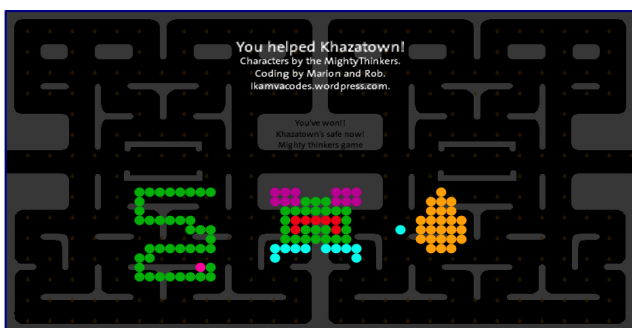 You helped Khazatown!
Characters by the MightyThinkers.
Coding by Marion and Rob.
Ikamvacodes.wordpress.com.
You've won!!
Khazatown's safe now!
Mighty thinkers game